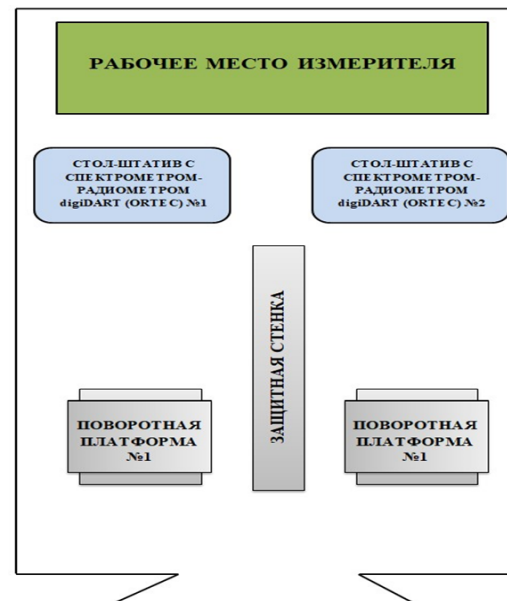 РАБОЧЕЕ МЕСТО ИЗМЕРИТЕЛЯ
СТОЛ-ШТАТИВ С
СПЕКТРОМЕТРОМ-
РАДИОМЕТРОМ
digiDART (ORTEC) №1
СТОЛ-ШТАТИВ С
СПЕКТРОМЕТРОМ-
РАДИОМЕТРОМ
digiDART (ORTEC) №2
ЗАЩИТНАЯ СТЕНКА
ПОВОРОТНАЯ
ПЛАТФОРМА
№1
ПОВОРОТНАЯ
ПЛАТФОРМА
№1